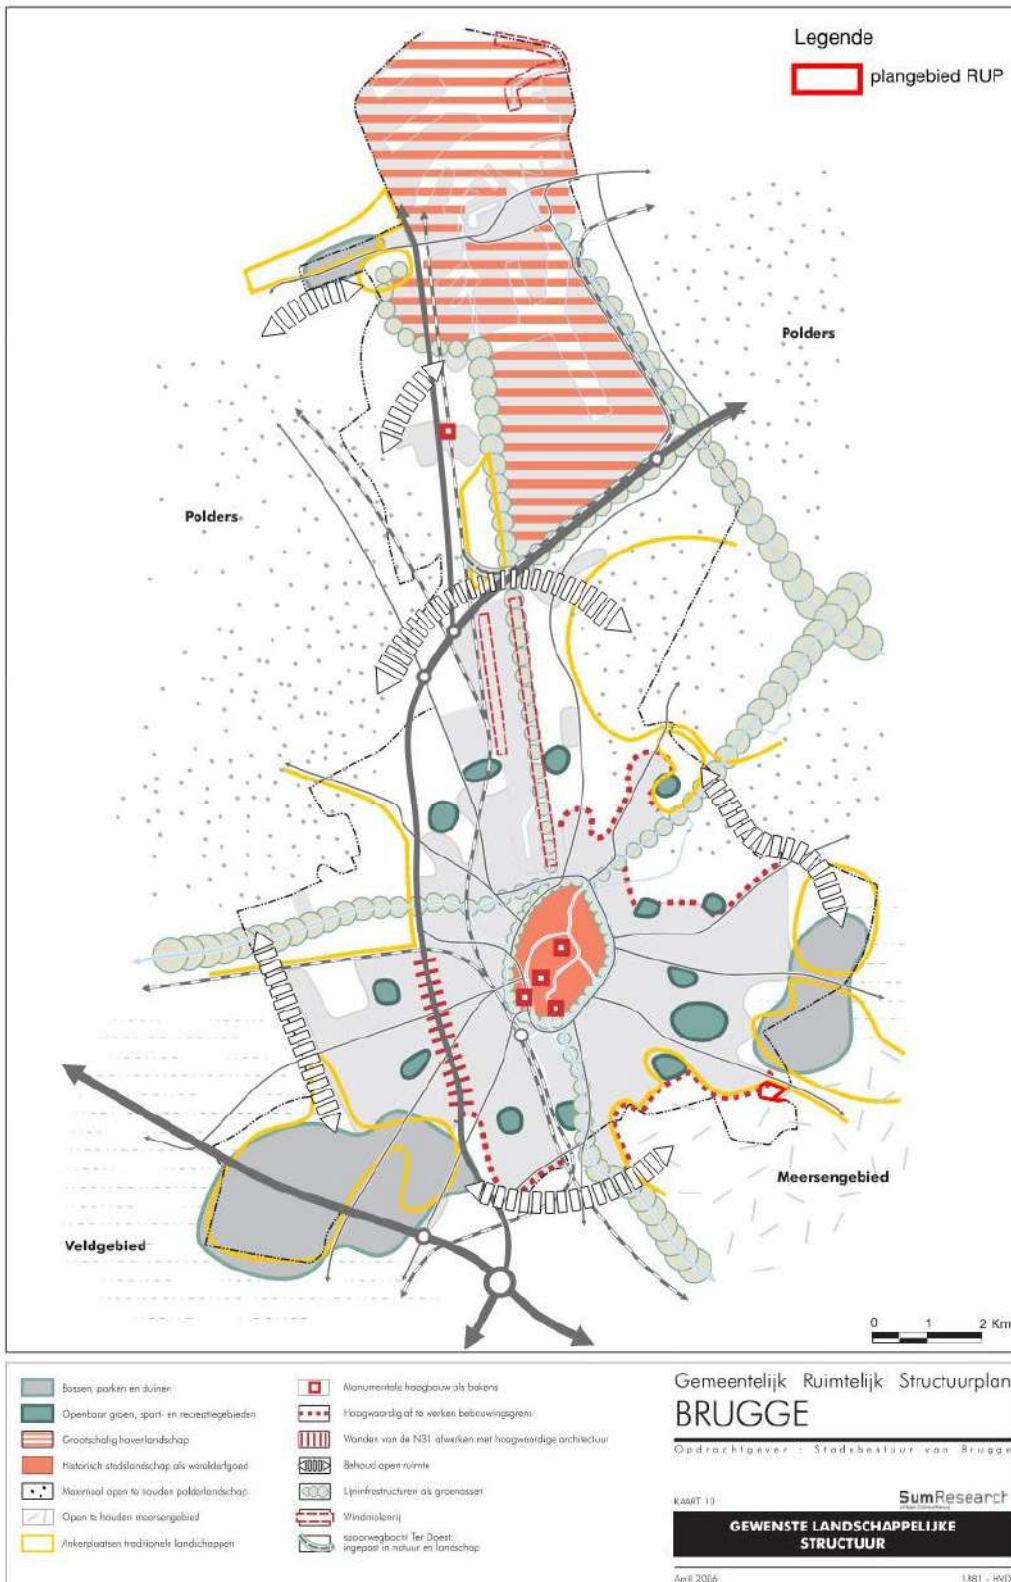 Legende
plangebied RUP
Polders
Polders
Meersengebied
Veldgebied
0 1 2 Km
Bossen, parken en duinen
Openbaar groen, sport- en recreatiegebieden
Grootschalig havenlandschap
Historisch stadslandschap als werelderfgoed
Maximaal open te houden polderlandschap
Open te houden meersengebied
Ankerplaatsen traditionele landschappen
Monumentale hoogbouw als bakens
Hoogwaardig af te werken bebouwingsgrens
Wanden van de N31 afwerken met hoogwaardige architectuur
Behoud open ruimte
Lijninfrastructuren als groenassen
Windmolenrij
spoorwegbocht Ter Doest:
ingepast in natuur en landschap
Gemeentelijk Ruimtelijk Structuurplan
BRUGGE
Opdrachtgever : Stadsbestuur van Brugge
KAART 10
SumResearch
GEWENSTE LANDSCHAPPELIJKE
STRUCTUUR
April 2006
1881 - HVD